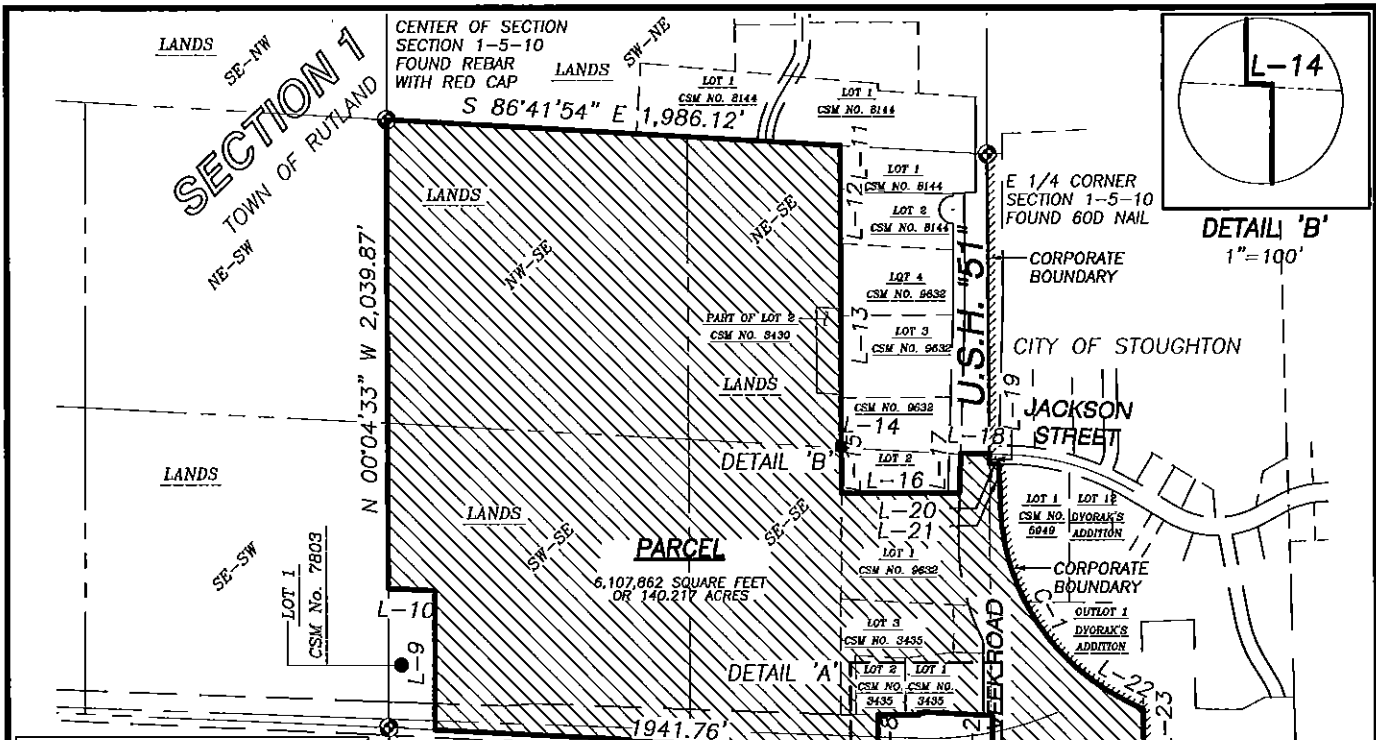 LANDS
SE-NW
SECTION 1
TOWN OF RUTLAND
NE-SW
CENTER OF SECTION
SECTION 1-5-10
FOUND REBAR
WITH RED CAP
LANDS
SW-NE
LOT 1
CSM NO. 8144
LOT 1
CSM NO. 8144
S 86°41'54" E 1,986.12'
L-14
DETAIL 'B'
1"=100'
L-11
L-12
LOT 1
CSM NO. 8144
LOT 2
CSM NO. 8144
E 1/4 CORNER
SECTION 1-5-10
FOUND 60D NAIL
CORPORATE
BOUNDARY
LANDS
NW-SE
NE-SE
N 00°04'33" W 2,039.87'
PART OF LOT 2
CSM NO. 3430
LANDS
L-13
LOT 4
CSM NO. 9632
LOT 3
CSM NO. 9632
U.S.H. "51"
CITY OF STOUGHTON
L-19
JACKSON
STREET
CSM NO. 9632
L-14
L-18
DETAIL 'B'
LOT 2
L-16
L-20
L-21
LANDS
SE-SW
LANDS
SW-SE
SE-SE
PARCEL
6,107,862 SQUARE FEET
OR 140.217 ACRES
LOT 1
CSM NO. 9632
LOT 1
CSM NO.
6949
LOT 12
DVORAK'S
ADDITION
CORPORATE
BOUNDARY
C-1
OUTLOT 1
DVORAK'S
ADDITION
LOT 1
CSM No. 7803
L-10
L-9
LOT 3
CSM NO. 3435
DETAIL 'A'
LOT 2
CSM NO.
3435
LOT 1
CSM NO.
3435
ROAD
L-22
-23
1941.76'